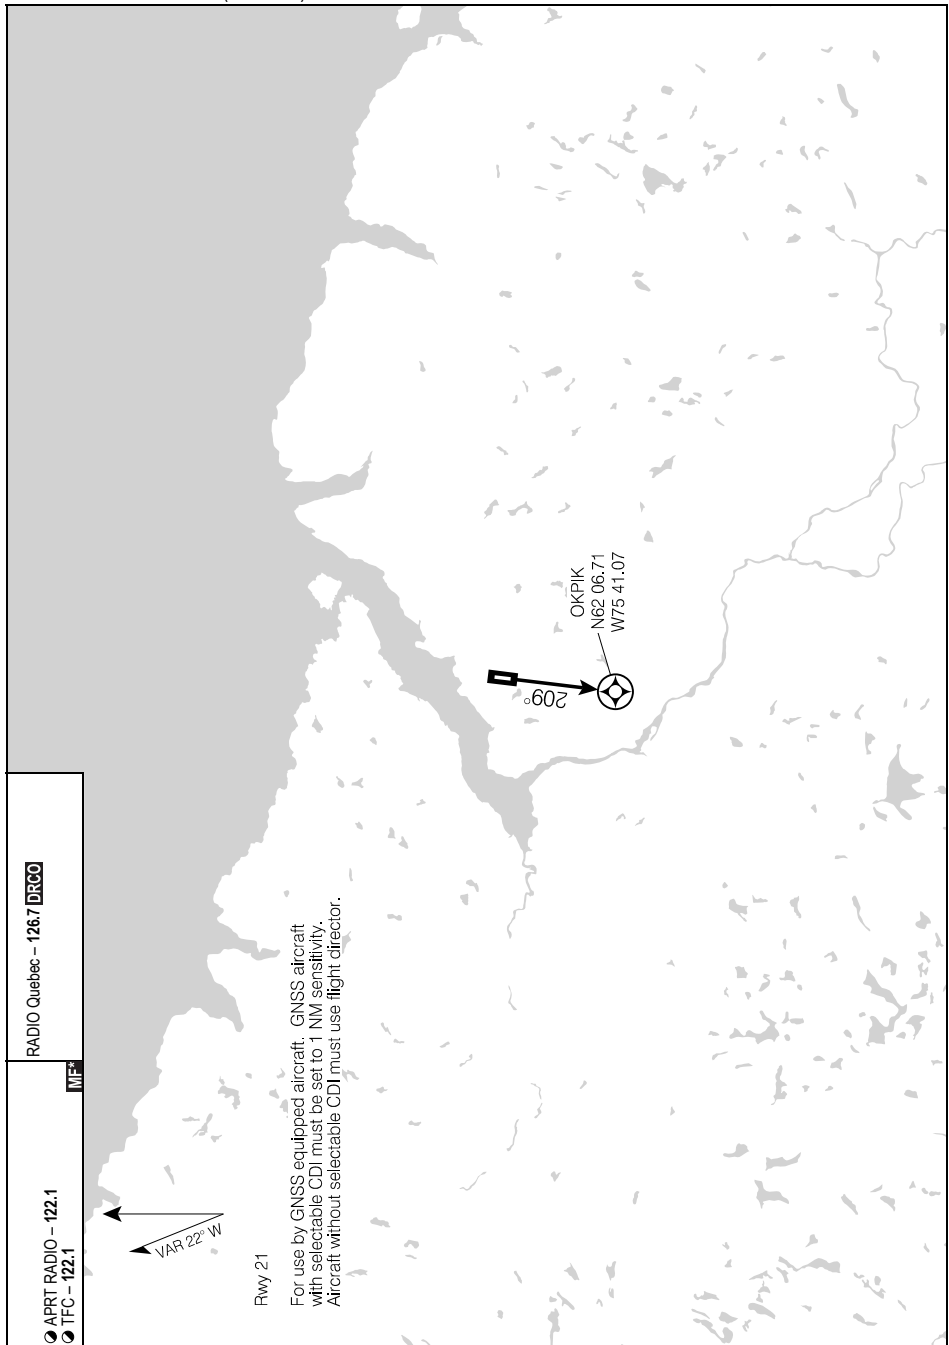 APRT RADIO – 122.1
TFC – 122.1
MF*
RADIO Quebec – 126.7 DRCO
VAR 22° W
Rwy 21
For use by GNSS equipped aircraft. GNSS aircraft
with selectable CDI must be set to 1 NM sensitivity.
Aircraft without selectable CDI must use flight director.
209°
OKPIK
N62 06.71
W75 41.07